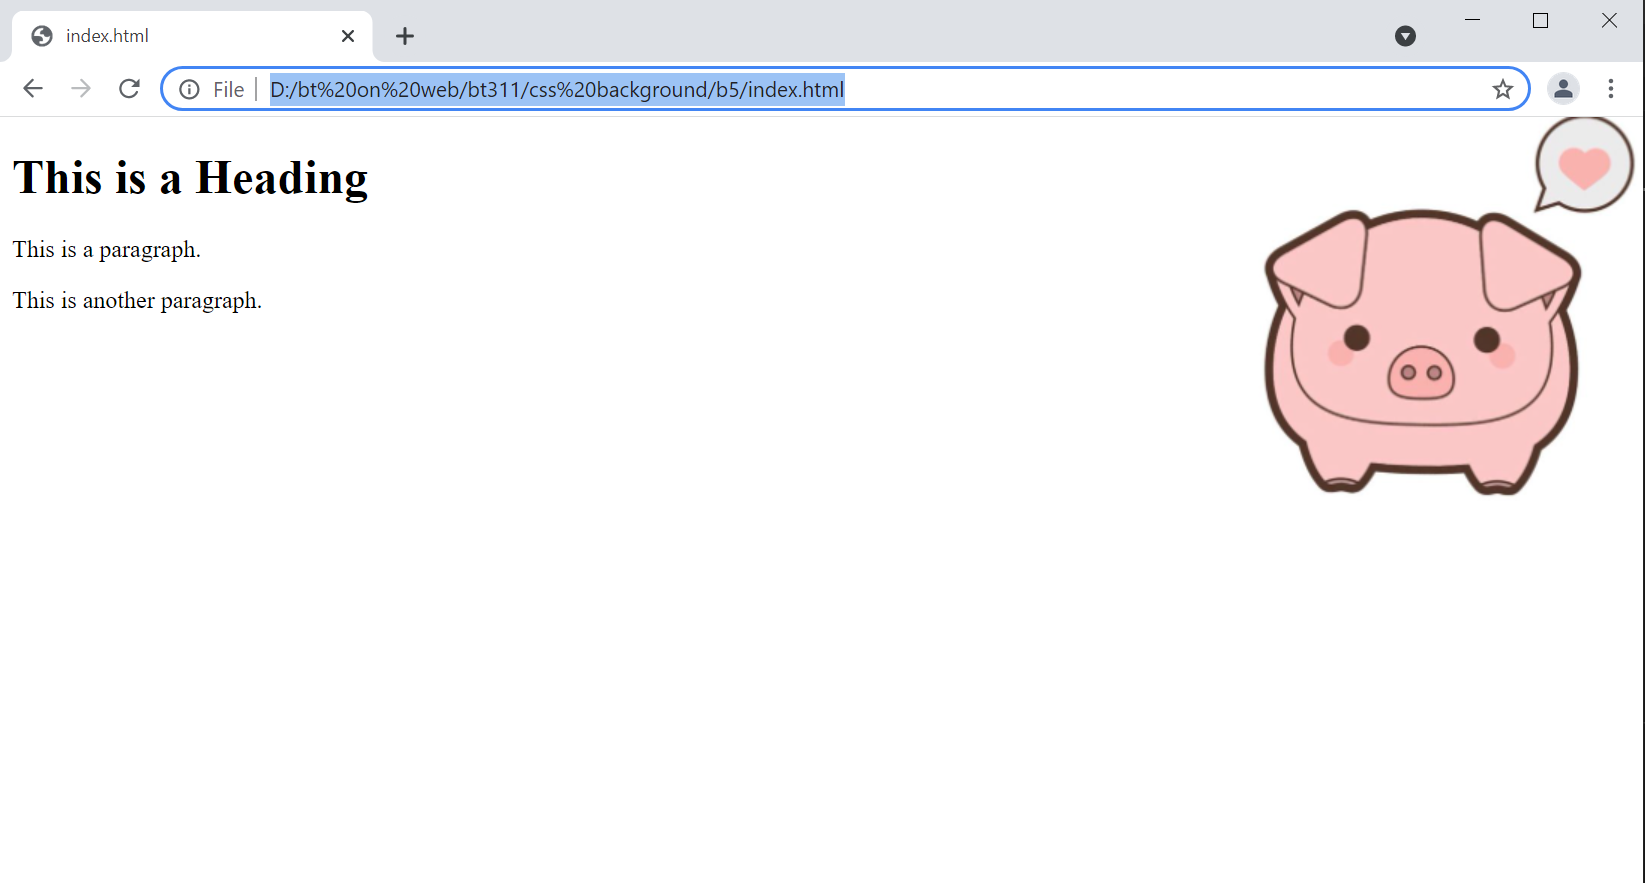 index.html
File
D:/bt%20on%20web/bt311/css%20background/b5/index.html
This is a Heading
This is a paragraph.
This is another paragraph.